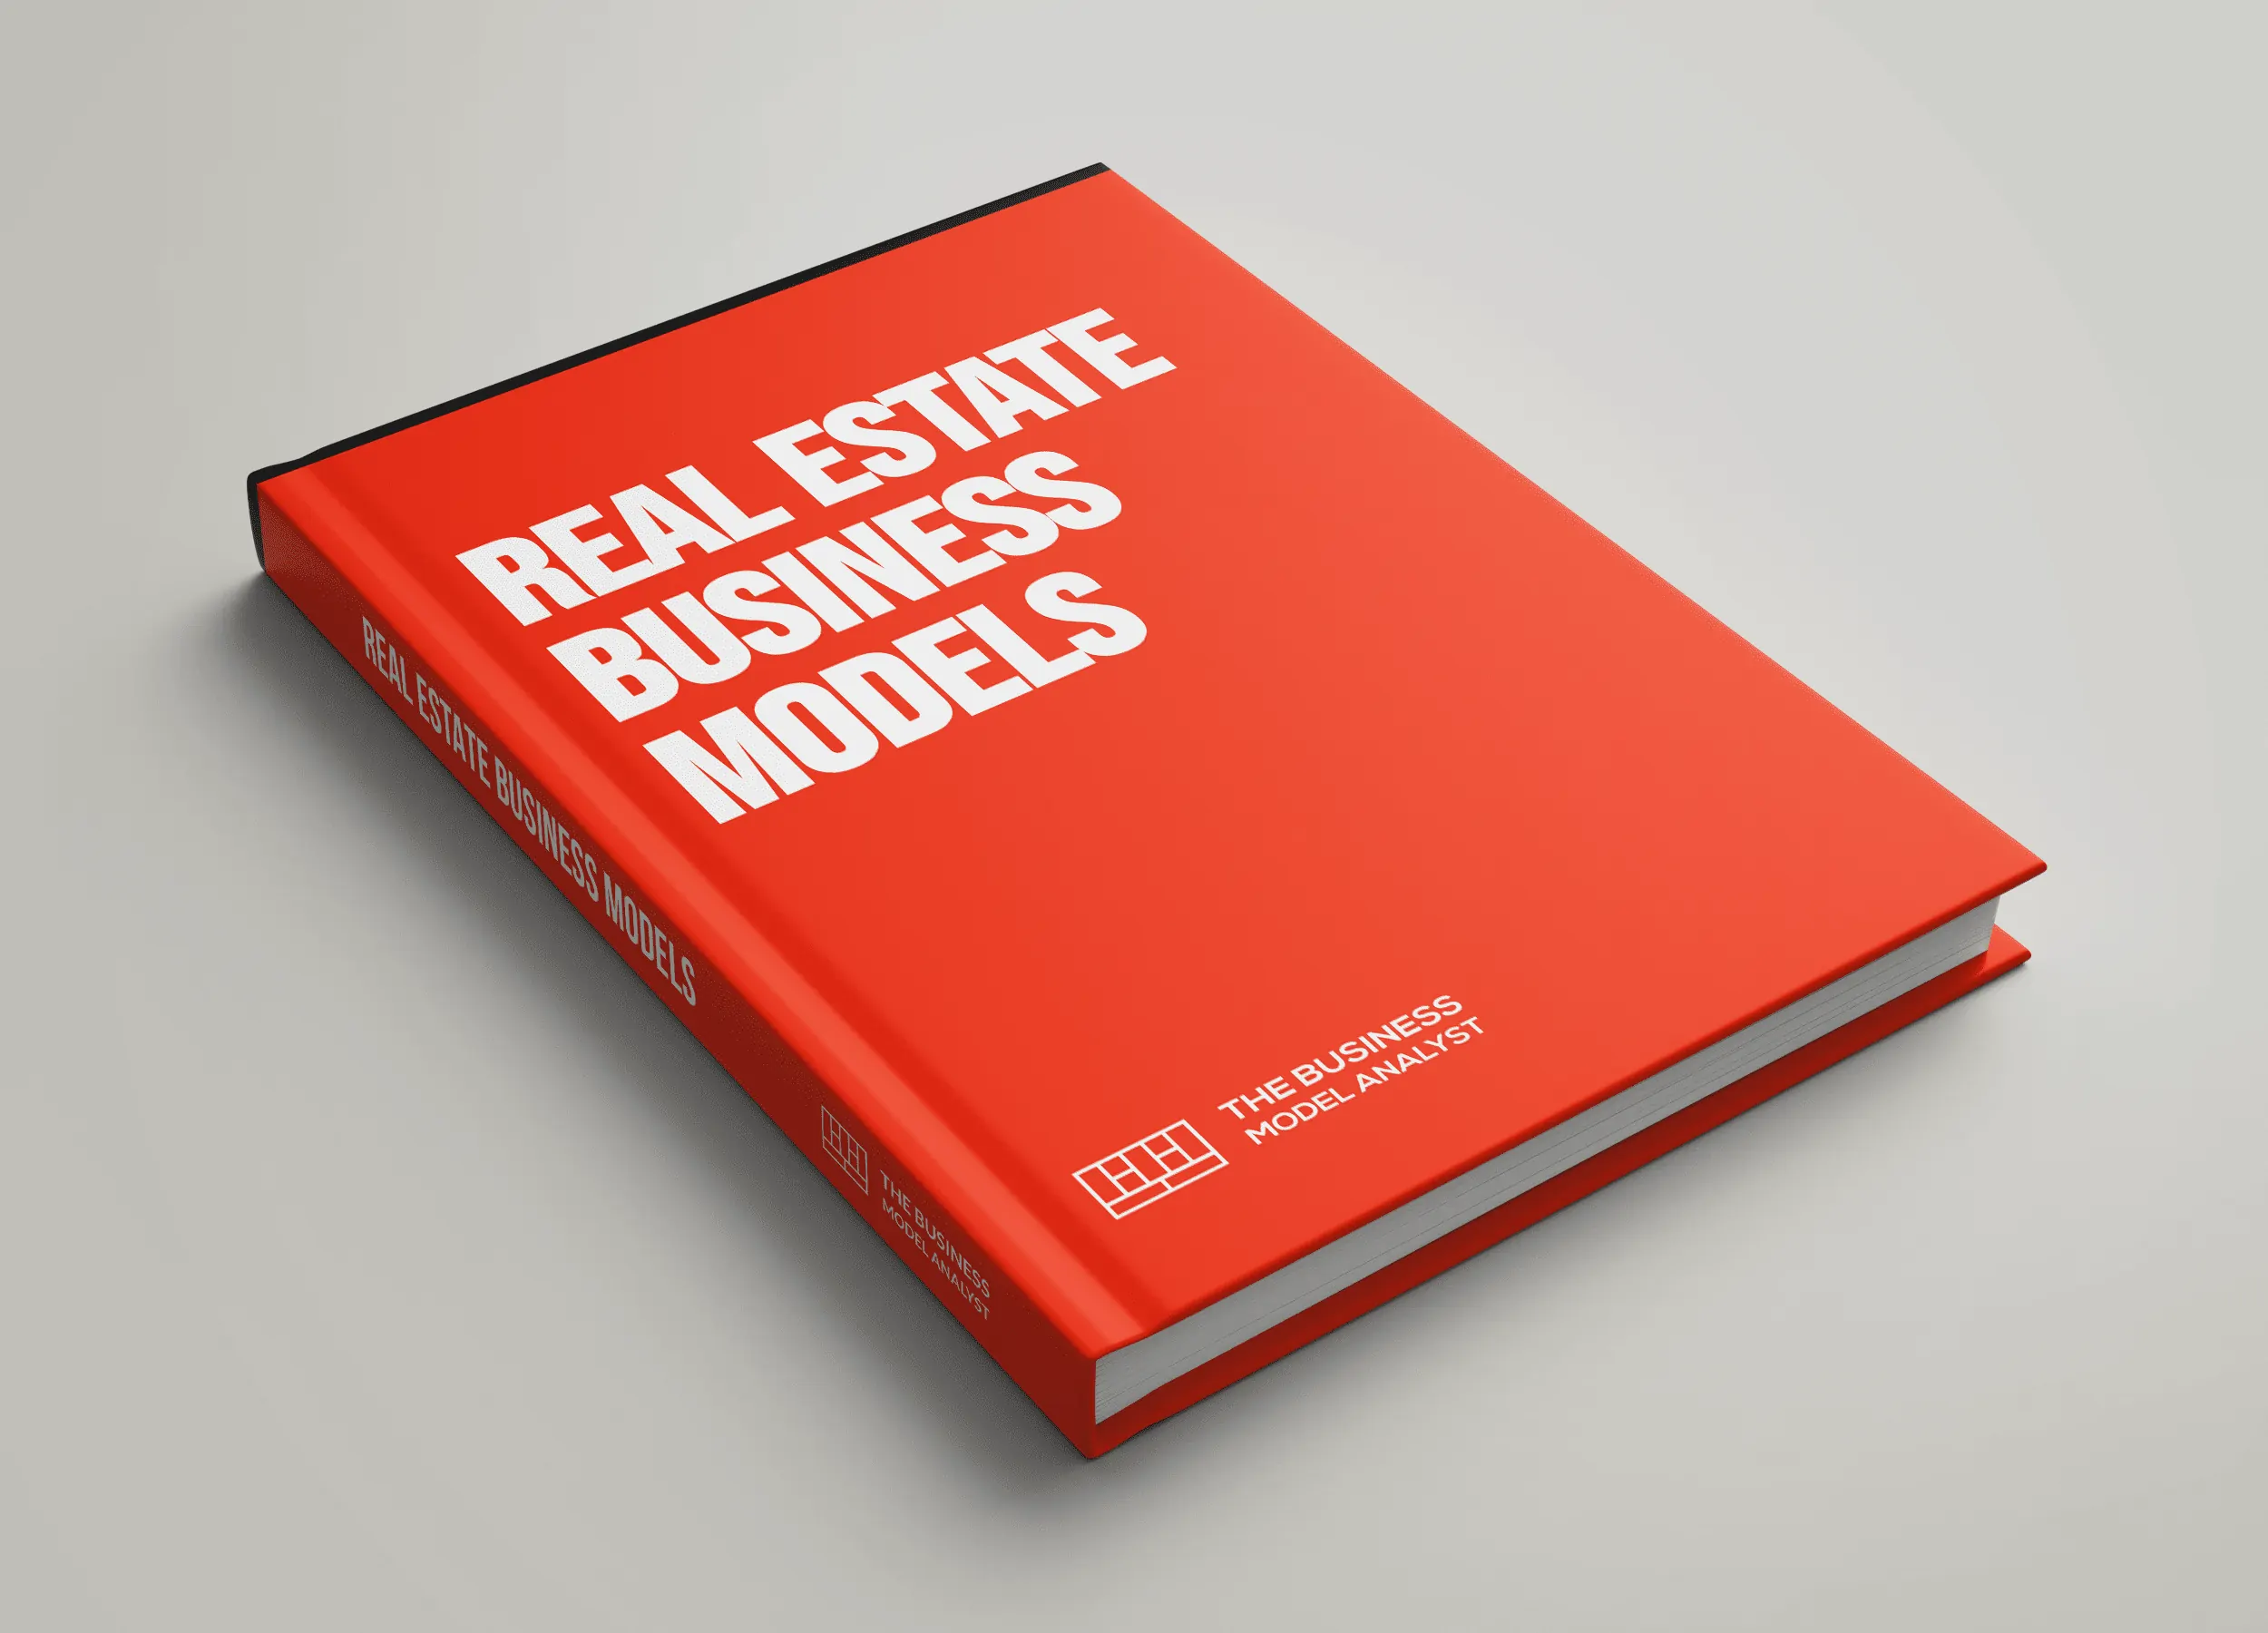 REAL ESTATE
BUSINESS
MODELS
THE BUSINESS
MODEL ANALYST
REAL ESTATE BUSINESS MODELS
THE BUSINESS
MODEL ANALYST